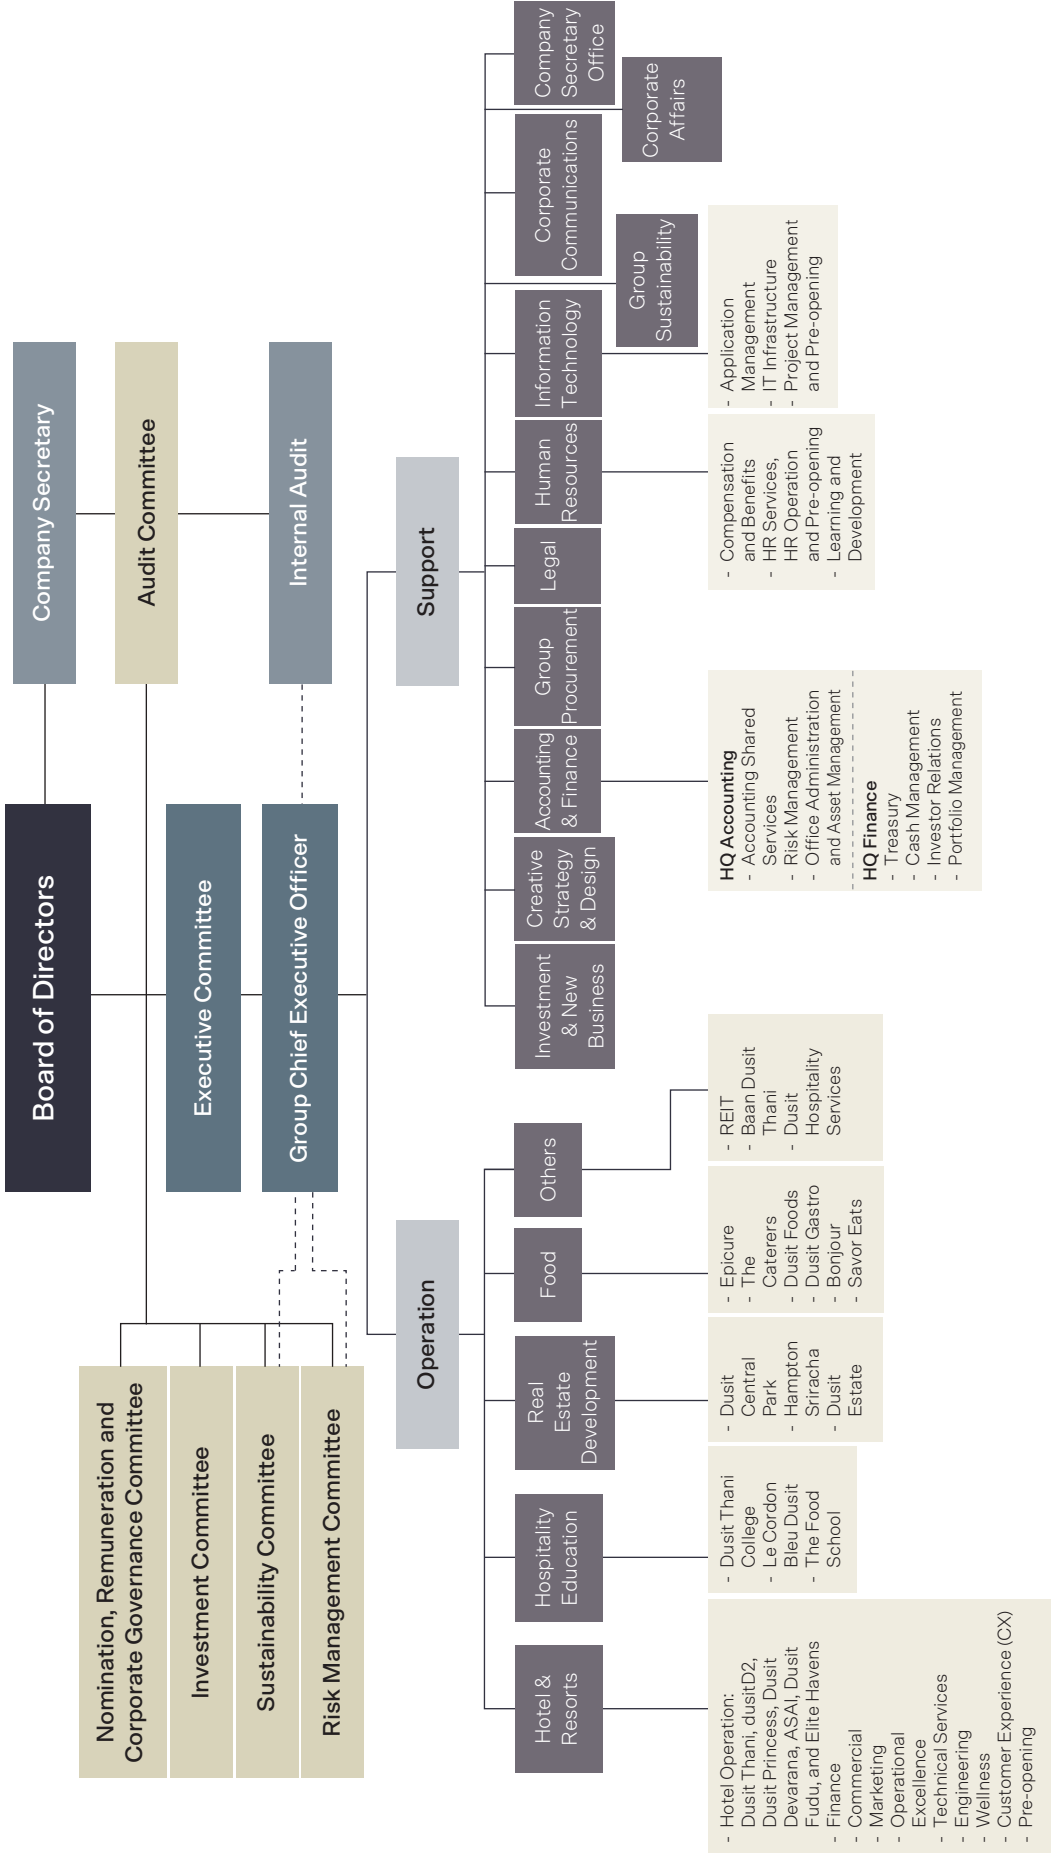 Board of Directors
Company Secretary
Audit Committee
Nomination, Remuneration and
Corporate Governance Committee
Investment Committee
Sustainability Committee
Risk Management Committee
Executive Committee
Group Chief Executive Officer
Internal Audit
Operation
Support
Hotel &
Resorts
Hospitality
Education
Real
Estate
Development
Food
Others
Investment
& New
Business
Creative
Strategy
& Design
Accounting
& Finance
Group
Procurement
Legal
Human
Resources
Information
Technology
Group
Sustainability
Corporate
Communications
Corporate
Affairs
Company
Secretary
Office
- Hotel Operation:
Dusit Thani, dusitD2,
Dusit Princess, Dusit
Devarana, ASAI, Dusit
Fudu, and Elite Havens
- Finance
- Commercial
- Marketing
- Operational
Excellence
- Technical Services
- Engineering
- Wellness
- Customer Experience (CX)
- Pre-opening
- Dusit Thani
College
- Le Cordon
Bleu Dusit
- The Food
School
- Dusit
Central
Park
- Hampton
Sriracha
- Dusit
Estate
- Epicure
- The
Caterers
- Dusit Foods
- Dusit Gastro
- Bonjour
- Savor Eats
- REIT
- Baan Dusit
Thani
- Dusit
Hospitality
Services
HQ Accounting
- Accounting Shared
Services
- Risk Management
- Office Administration
and Asset Management
HQ Finance
- Treasury
- Cash Management
- Investor Relations
- Portfolio Management
- Compensation
and Benefits
- HR Services,
HR Operation
and Pre-opening
- Learning and
Development
- Application
Management
- IT Infrastructure
- Project Management
and Pre-opening